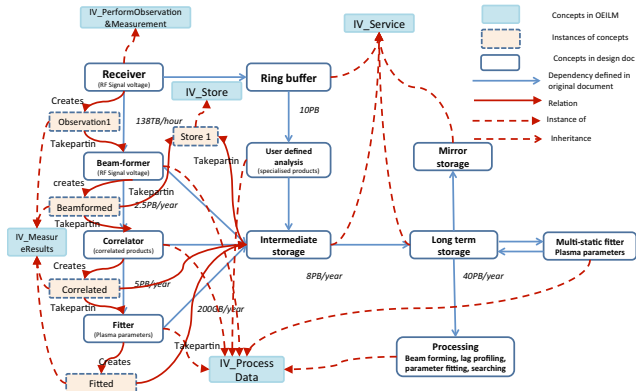 IV_PerformObservation
&Measurement
IV_Service
Concepts in OEILM
Instances of concepts
Concepts in design doc
Dependency defined in
original document
Relation
Instance of
Inheritance
Receiver
(RF Signal voltage)
Ring buffer
IV_Store
Creates
Observation1
138TB/hour
Store 1
10PB
Takepartin
Takepartin
Beam-former
(RF Signal voltage)
User defined
analysis
(specialised products)
Mirror
storage
creates
Takepartin
Beamformed
2.5PB/year
Takepartin
IV_Measur
eResults
Correlator
(correlated products)
Intermediate
storage
Long term
storage
Multi-static fitter
Plasma parameters
Creates
5PB/year
8PB/year
40PB/year
Correlated
Takepartin
200GB/year
Fitter
(Plasma parameters)
Takepartin
Creates
IV_Process
Data
Processing
Beam forming, lag profiling,
parameter fitting, searching
Fitted